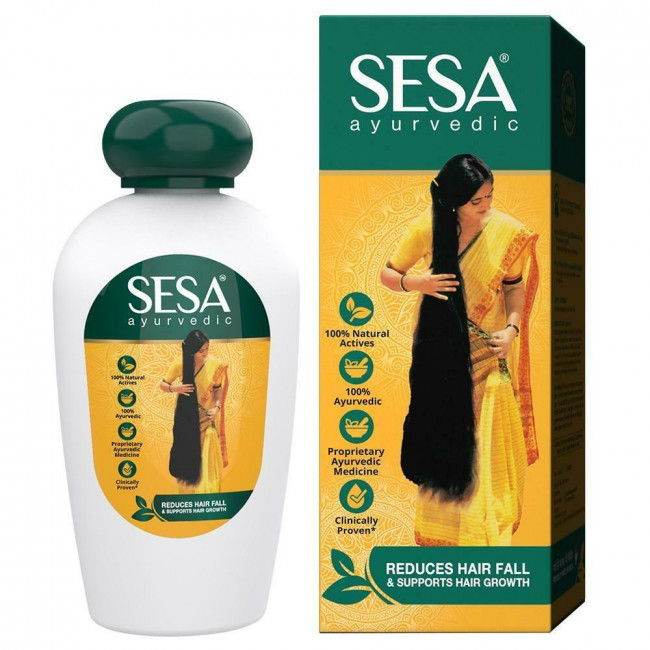 SESA™
ayurvedic
100% Natural
Actives
100%
Ayurvedic
Proprietary
Ayurvedic
Medicine
Clinically
Proven*
REDUCES HAIR FALL
& SUPPORTS HAIR GROWTH
SESA®
ayurvedic
100% Natural
Actives
100%
Ayurvedic
Proprietary
Ayurvedic
Medicine
Clinically
Proven*
REDUCES HAIR FALL
& SUPPORTS HAIR GROWTH